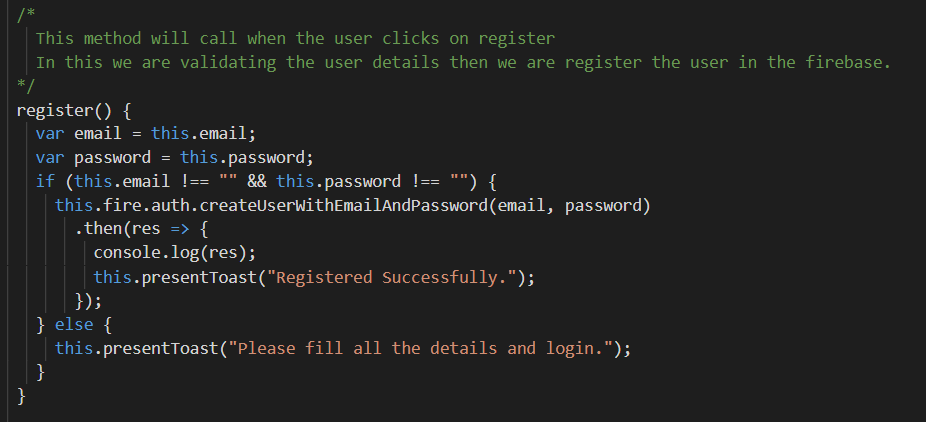 /*
This method will call when the user clicks on register
In this we are validating the user details then we are register the user in the firebase.
*/
register() {
var email = this.email;
var password = this.password;
if (this.email !== "" && this.password !== "") {
this.fire.auth.createUserWithEmailAndPassword(email, password)
.then(res => {
console.log(res);
this.presentToast("Registered Successfully.");
});
} else {
this.presentToast("Please fill all the details and login.");
}
}